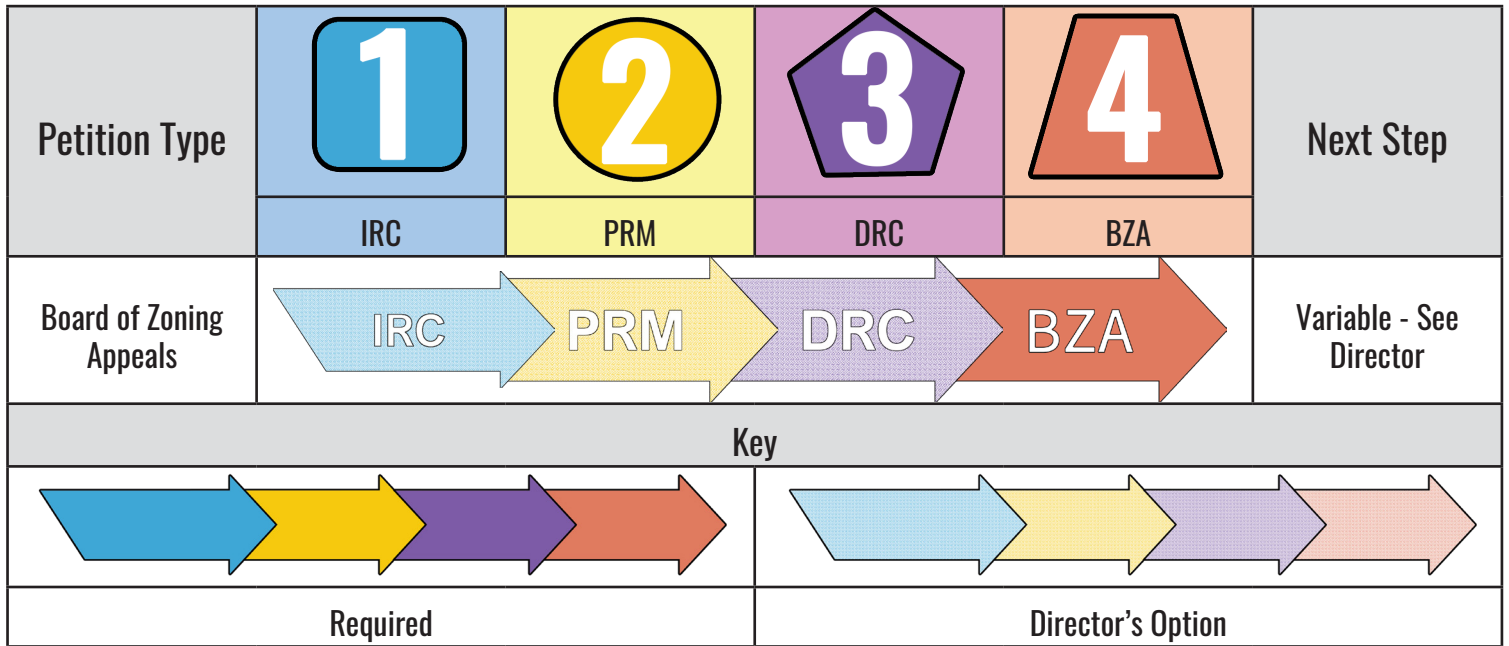 Petition Type
1
2
3
4
Next Step
IRC
PRM
DRC
BZA
Board of Zoning
Appeals
IRC
PRM
DRC
BZA
Variable - See
Director
Key
Required
Director's Option